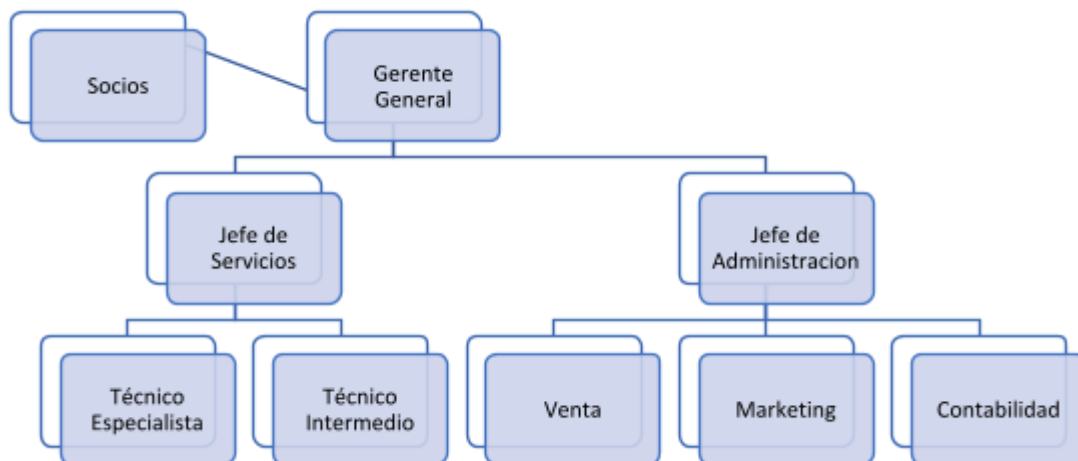 Socios
Gerente
General
Jefe de
Servicios
Jefe de
Administracion
Técnico
Especialista
Técnico
Intermedio
Venta
Marketing
Contabilidad